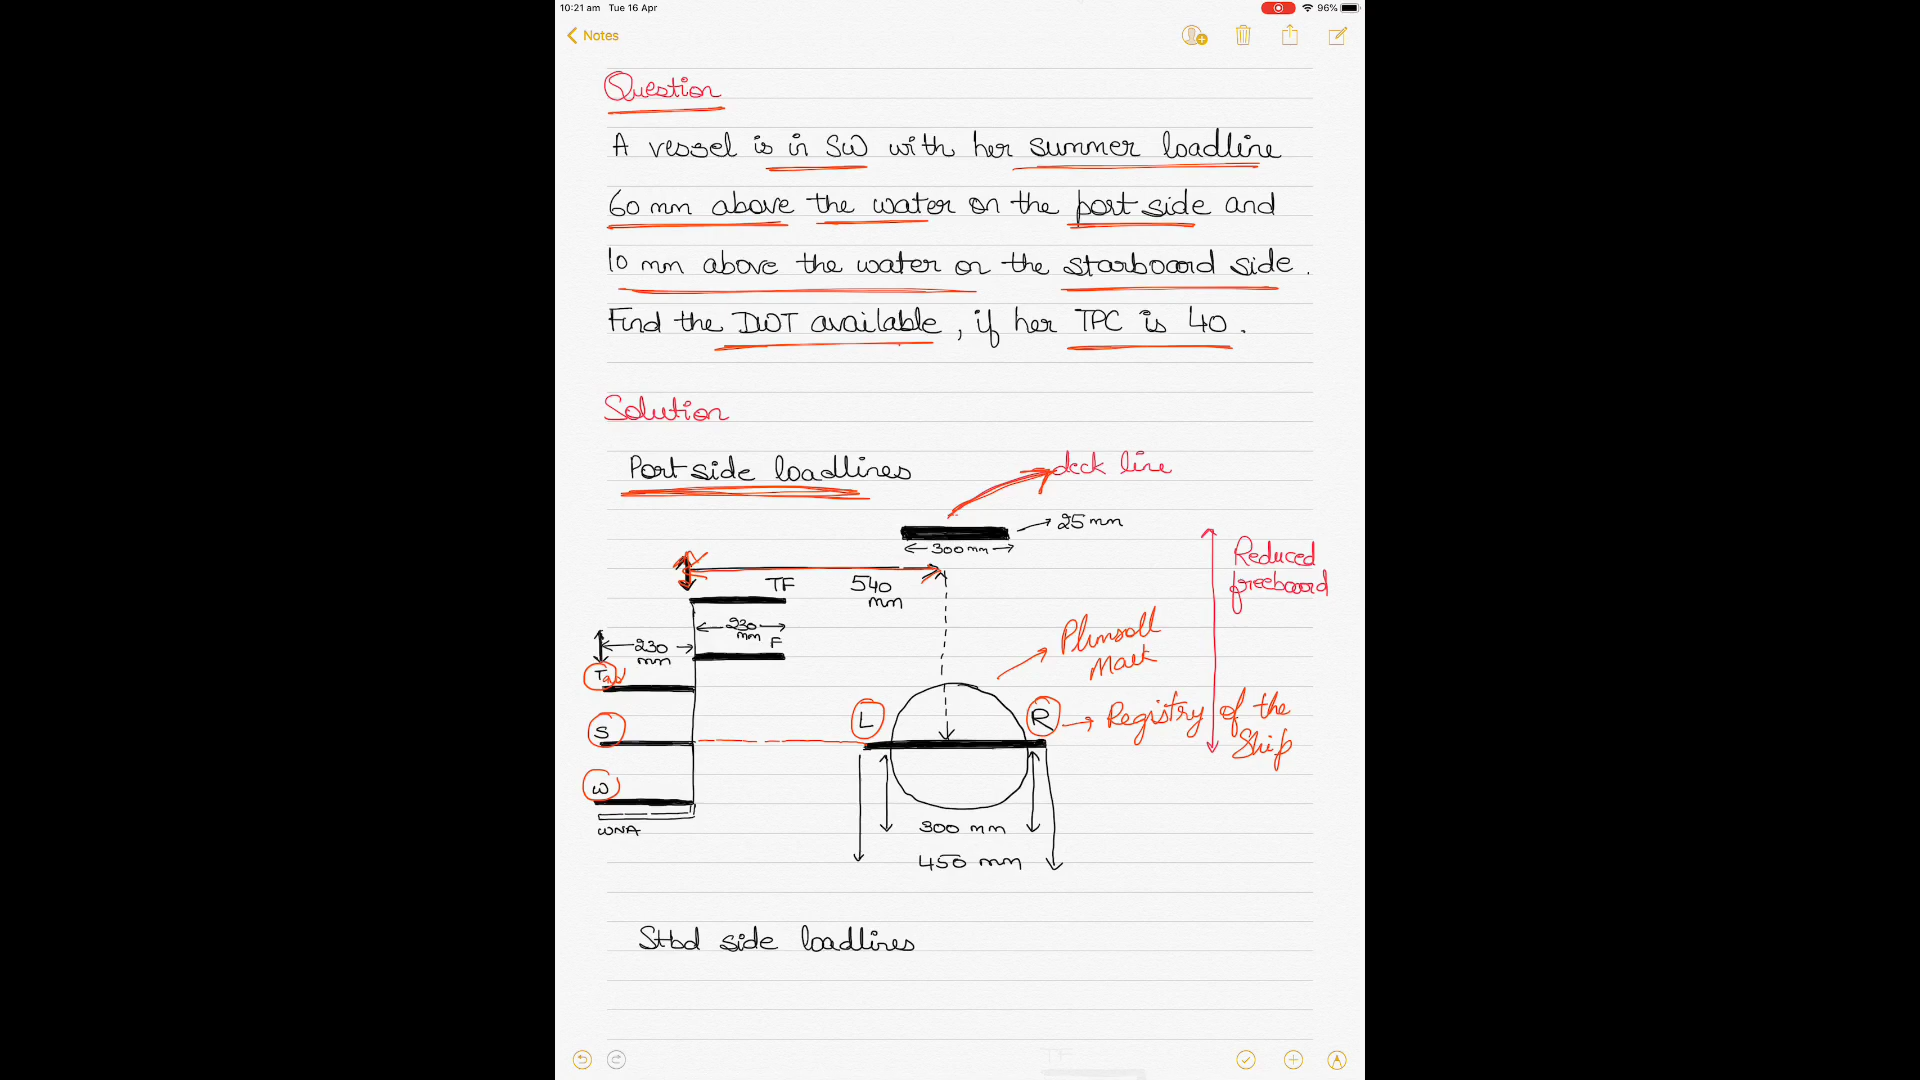 10:21 am Tue 16 Apr
96%
Notes
Question
A vessel is in SW with her summer loadline
60 mm above the water on the port side and
10 mm above the water on the starboard side.
Find the DWT available, if her TPC is 40.
Solution
Port side loadlines
deck line
25 mm
300 mm
TF
540 mm
230 mm
F
230 mm
T
S
W
WNA
L
R
Plimsoll Mark
Registry of the Ship
Reduced freeboard
300 mm
450 mm
Stbd side loadlines